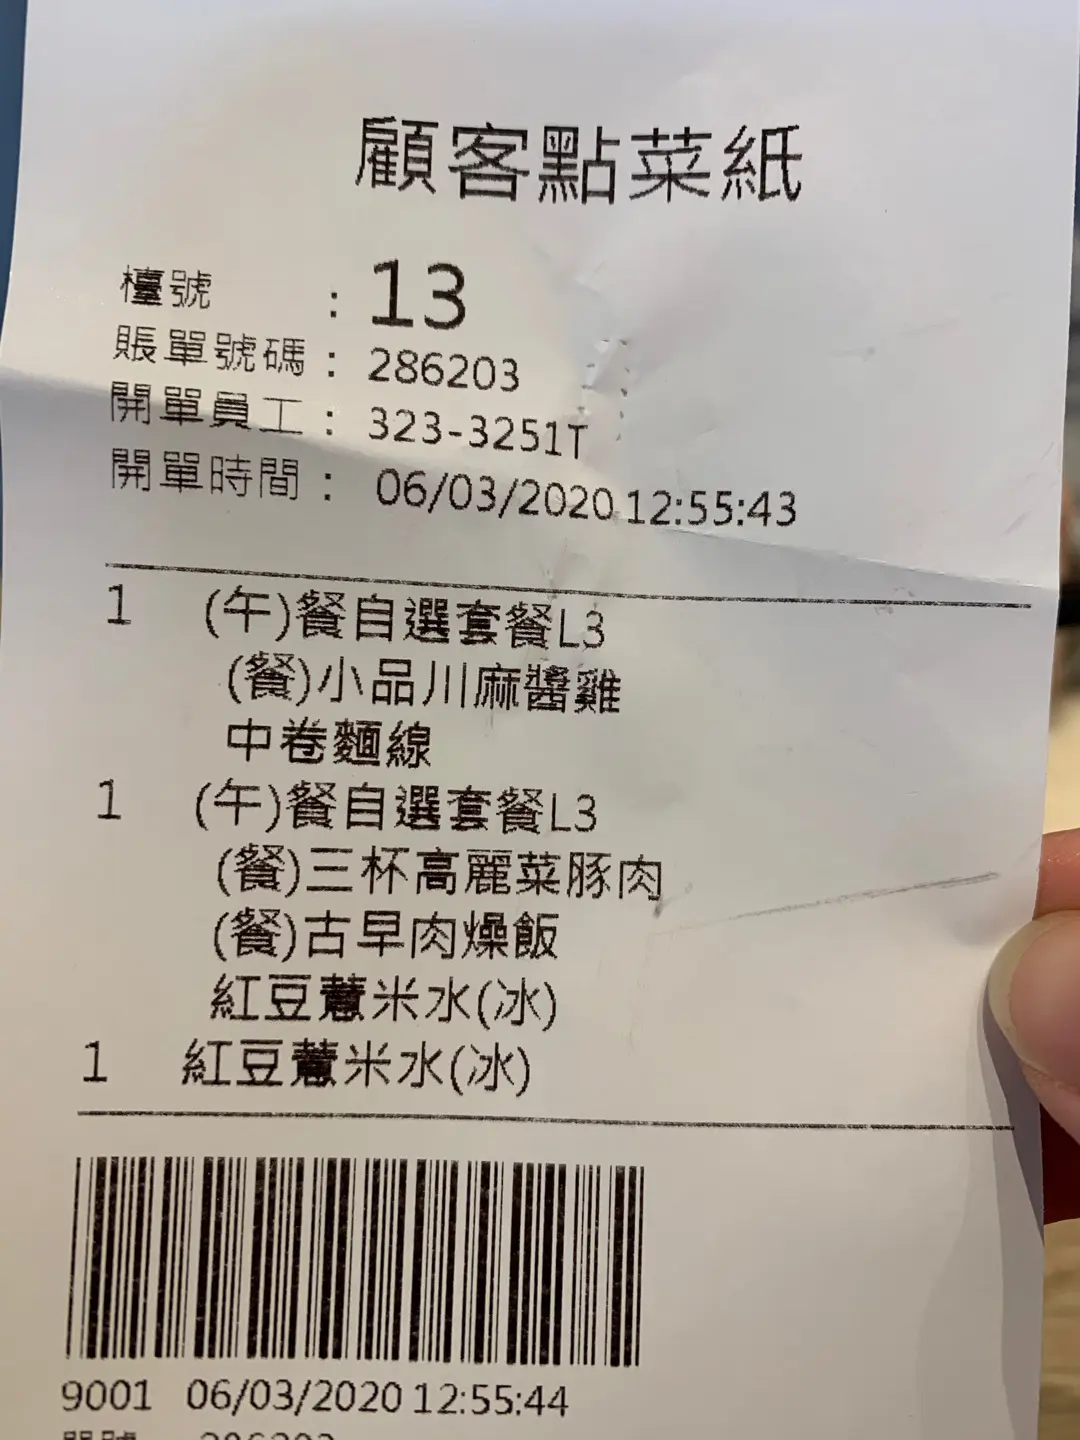 顧客點菜紙
檯號 : 13
賬單號碼 : 286203
開單員工 : 323-3251T
開單時間 : 06/03/2020 12:55:43
1 (午)餐自選套餐L3
(餐)小品川麻醬雞
中卷麵線
1 (午)餐自選套餐L3
(餐)三杯高麗菜豚肉
(餐)古早肉燥飯
紅豆薏米水(冰)
1 紅豆薏米水(冰)
9001 06/03/2020 12:55:44